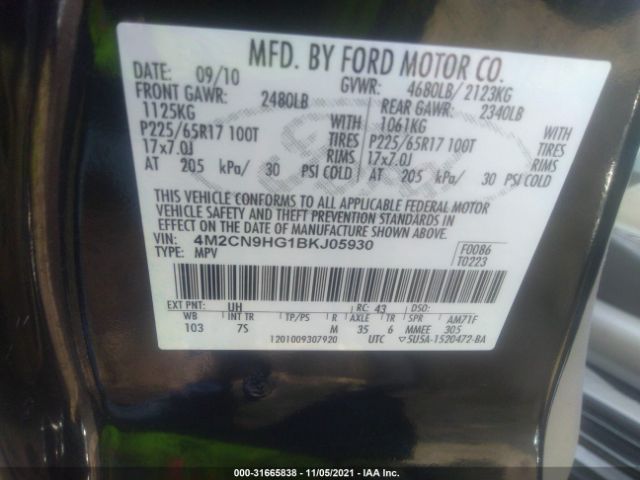 MFD. BY FORD MOTOR CO.
DATE: 09/10 GVWR: 4680LB/ 2123KG
FRONT GAWR: 2480LB REAR GAWR: 2340LB
1125KG WITH 1061KG WITH
P225/65R17 100T TIRES P225/65R17 100T TIRES
17x7.0J RIMS 17x7.0J RIMS
AT 205 kPa/ 30 PSI COLD AT 205 kPa/ 30 PSI COLD
THIS VEHICLE CONFORMS TO ALL APPLICABLE FEDERAL MOTOR
VEHICLE SAFETY AND THEFT PREVENTION STANDARDS IN
EFFECT ON THE DATE OF MANUFACTURE SHOWN ABOVE.
VIN: 4M2CN9HG1BKJ05930 F0086
TYPE: MPV T0223
EXT PNT: UH RC: 43 DSO:
WB INT TR TP/PS R AXLE TR SPR AM7TF
103 7S M 35 6 MMEE 305
1201009307920 UTC 5USA-1520472-BA
000-31665838 - 11/05/2021 - IAA Inc.